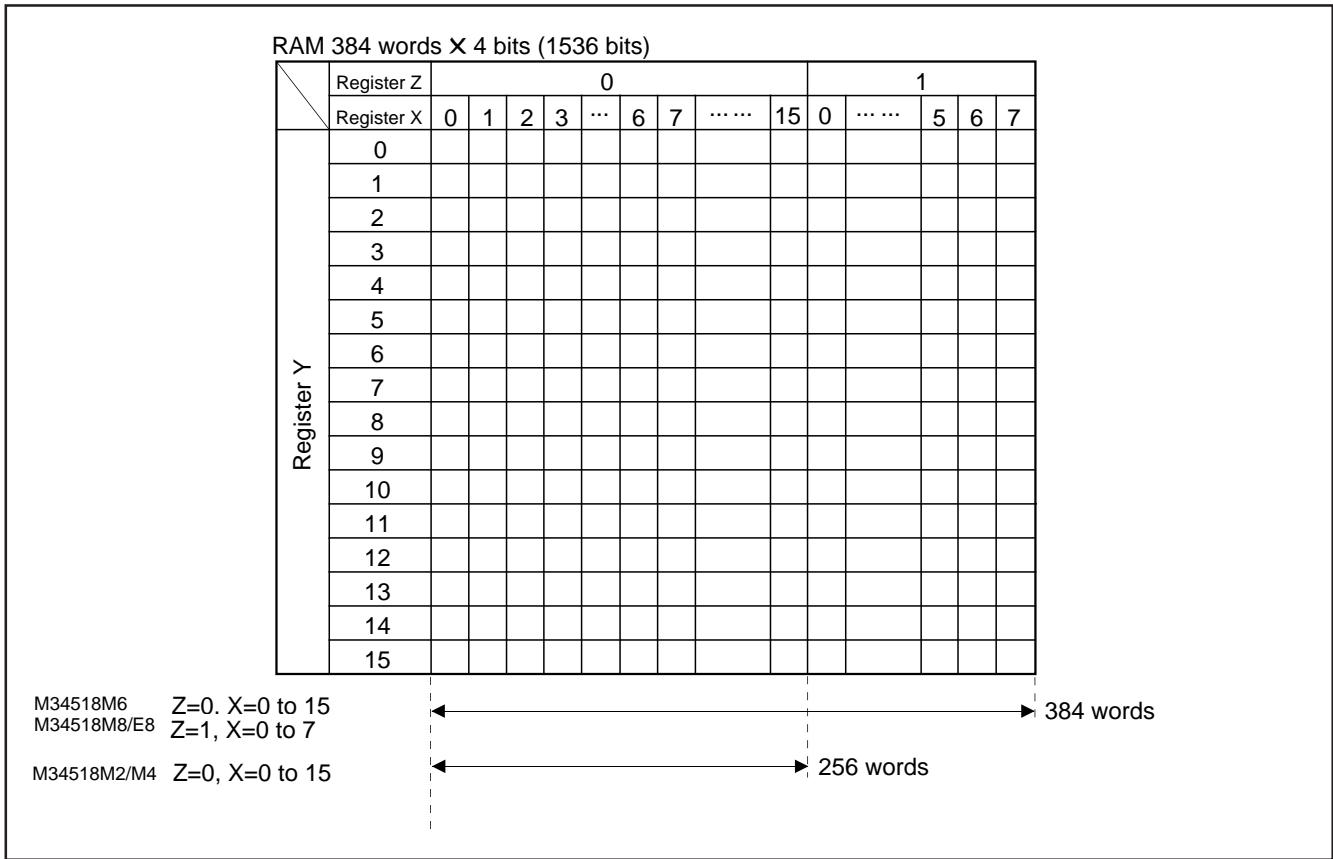 RAM 384 words × 4 bits (1536 bits)
Register Z 0 1
Register X 0 1 2 3 ... 6 7 ... ... 15 0 ... ... 5 6 7
Register Y
0
1
2
3
4
5
6
7
8
9
10
11
12
13
14
15
M34518M6 Z=0. X=0 to 15
M34518M8/E8 Z=1, X=0 to 7
384 words
M34518M2/M4 Z=0, X=0 to 15
256 words